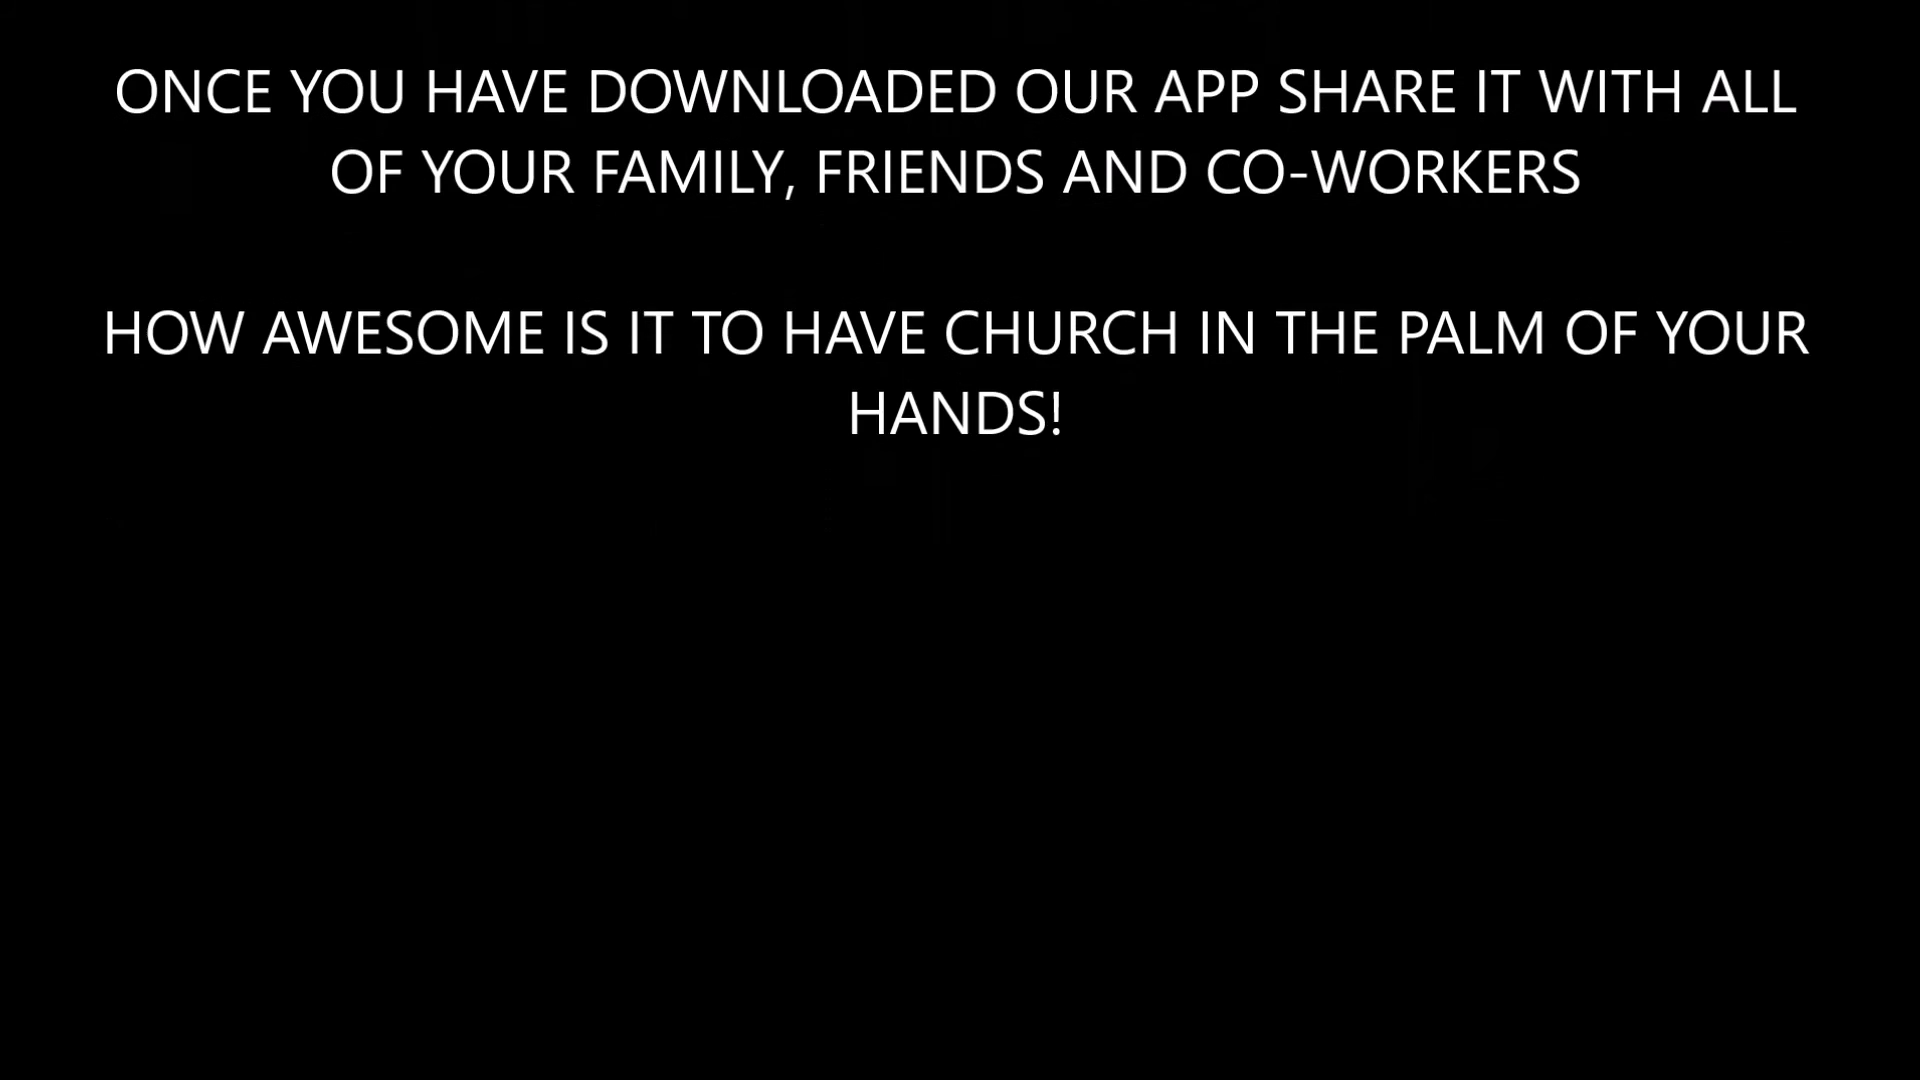 ONCE YOU HAVE DOWNLOADED OUR APP SHARE IT WITH ALL
OF YOUR FAMILY, FRIENDS AND CO-WORKERS
HOW AWESOME IS IT TO HAVE CHURCH IN THE PALM OF YOUR
HANDS!